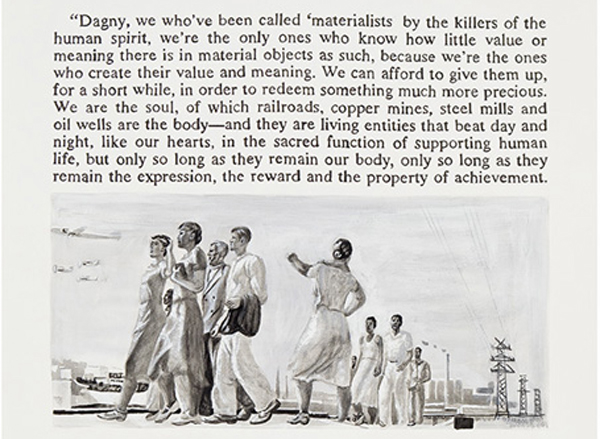 “Dagny, we who've been called ‘materialists by the killers of the
human spirit, we're the only ones who know how little value or
meaning there is in material objects as such, because we're the ones
who create their value and meaning. We can afford to give them up,
for a short while, in order to redeem something much more precious.
We are the soul, of which railroads, copper mines, steel mills and
oil wells are the body—and they are living entities that beat day and
night, like our hearts, in the sacred function of supporting human
life, but only so long as they remain our body, only so long as they
remain the expression, the reward and the property of achievement.